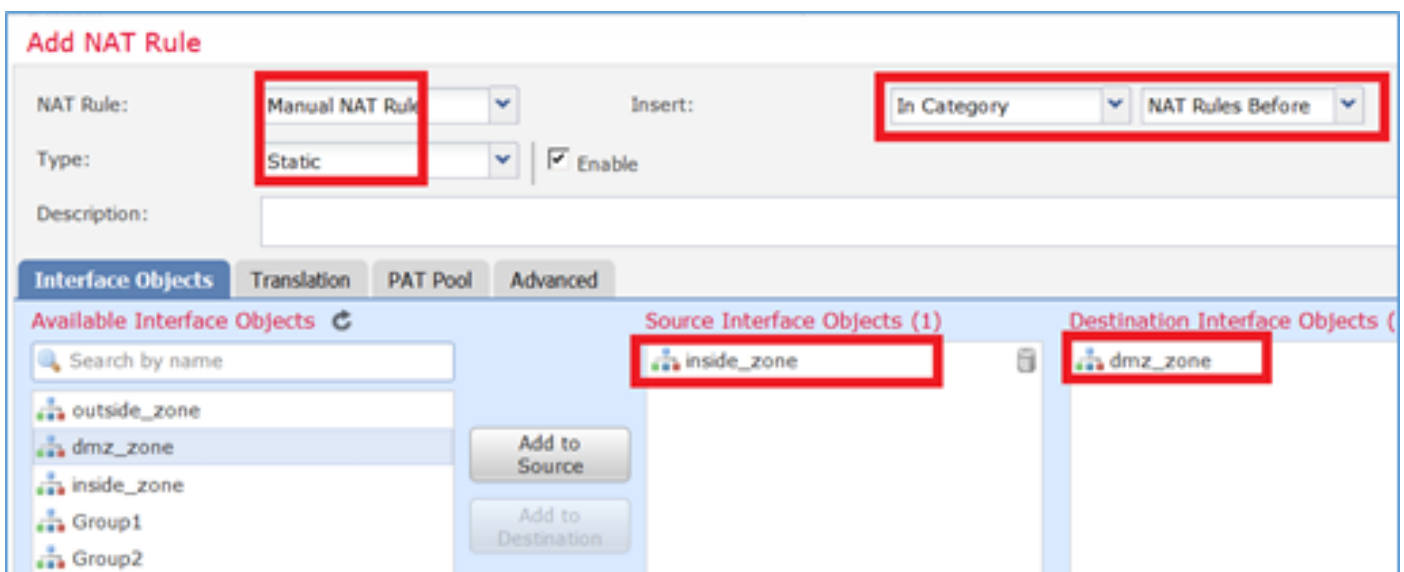 Add NAT Rule
NAT Rule: Manual NAT Rule Insert: In Category NAT Rules Before
Type: Static Enable
Description:
Interface Objects Translation PAT Pool Advanced
Available Interface Objects Source Interface Objects (1) Destination Interface Objects (
Search by name inside_zone dmz_zone
outside_zone
dmz_zone Add to Source
inside_zone
Group1 Add to Destination
Group2